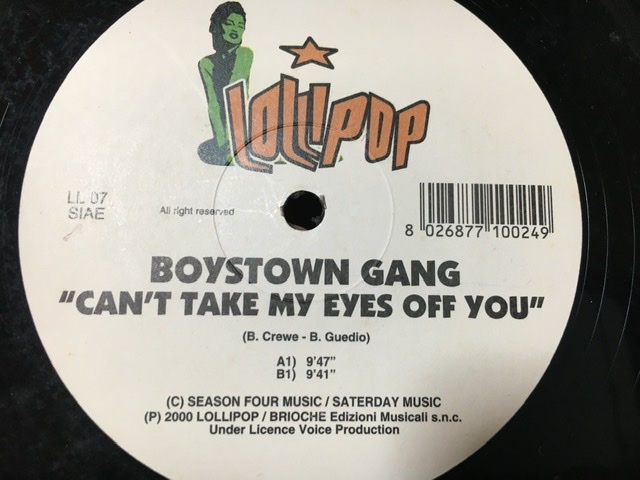 LOLLIPOP
LL 07
SIAE
All right reserved
8 026877 100249
BOYSTOWN GANG
"CAN'T TAKE MY EYES OFF YOU"
(B. Crewe - B. Guedio)
A1) 9'47"
B1) 9'41"
(C) SEASON FOUR MUSIC / SATERDAY MUSIC
(P) 2000 LOLLIPOP / BRIOCHE Edizioni Musicali s.n.c.
Under Licence Voice Production